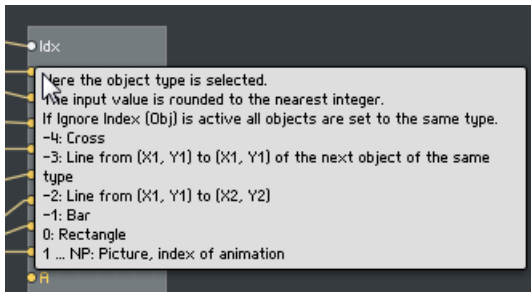 Idx
Here the object type is selected.
The input value is rounded to the nearest integer.
If Ignore Index (Obj) is active all objects are set to the same type.
-4: Cross
-3: Line from (X1, Y1) to (X1, Y1) of the next object of the same
type
-2: Line from (X1, Y1) to (X2, Y2)
-1: Bar
0: Rectangle
1 ... NP: Picture, index of animation
A